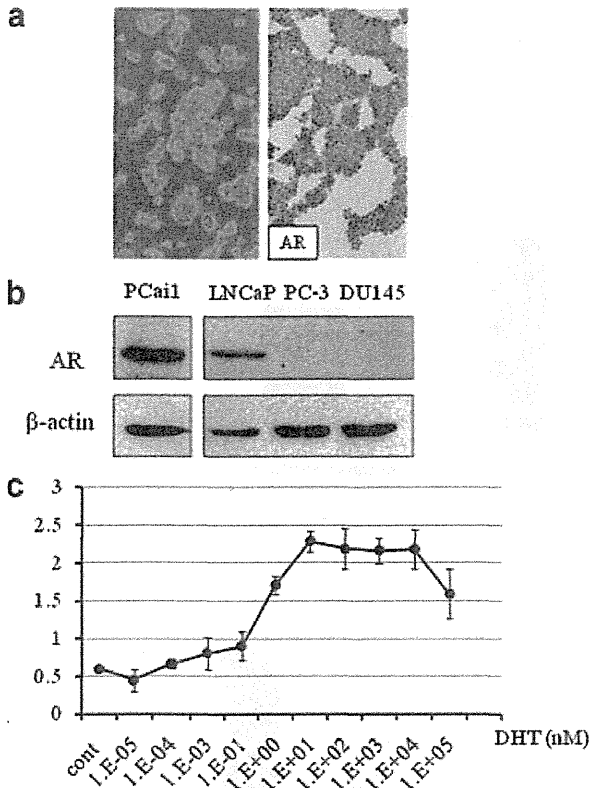 a
AR
b
PCai1 LNCaP PC-3 DU145
AR
β-actin
c
3
2.5
2
1.5
1
0.5
0
cont 1.E-05 1.E-04 1.E-03 1.E-01 1.E+00 1.E+01 1.E+02 1.E+03 1.E+04 1.E+05
DHT (nM)